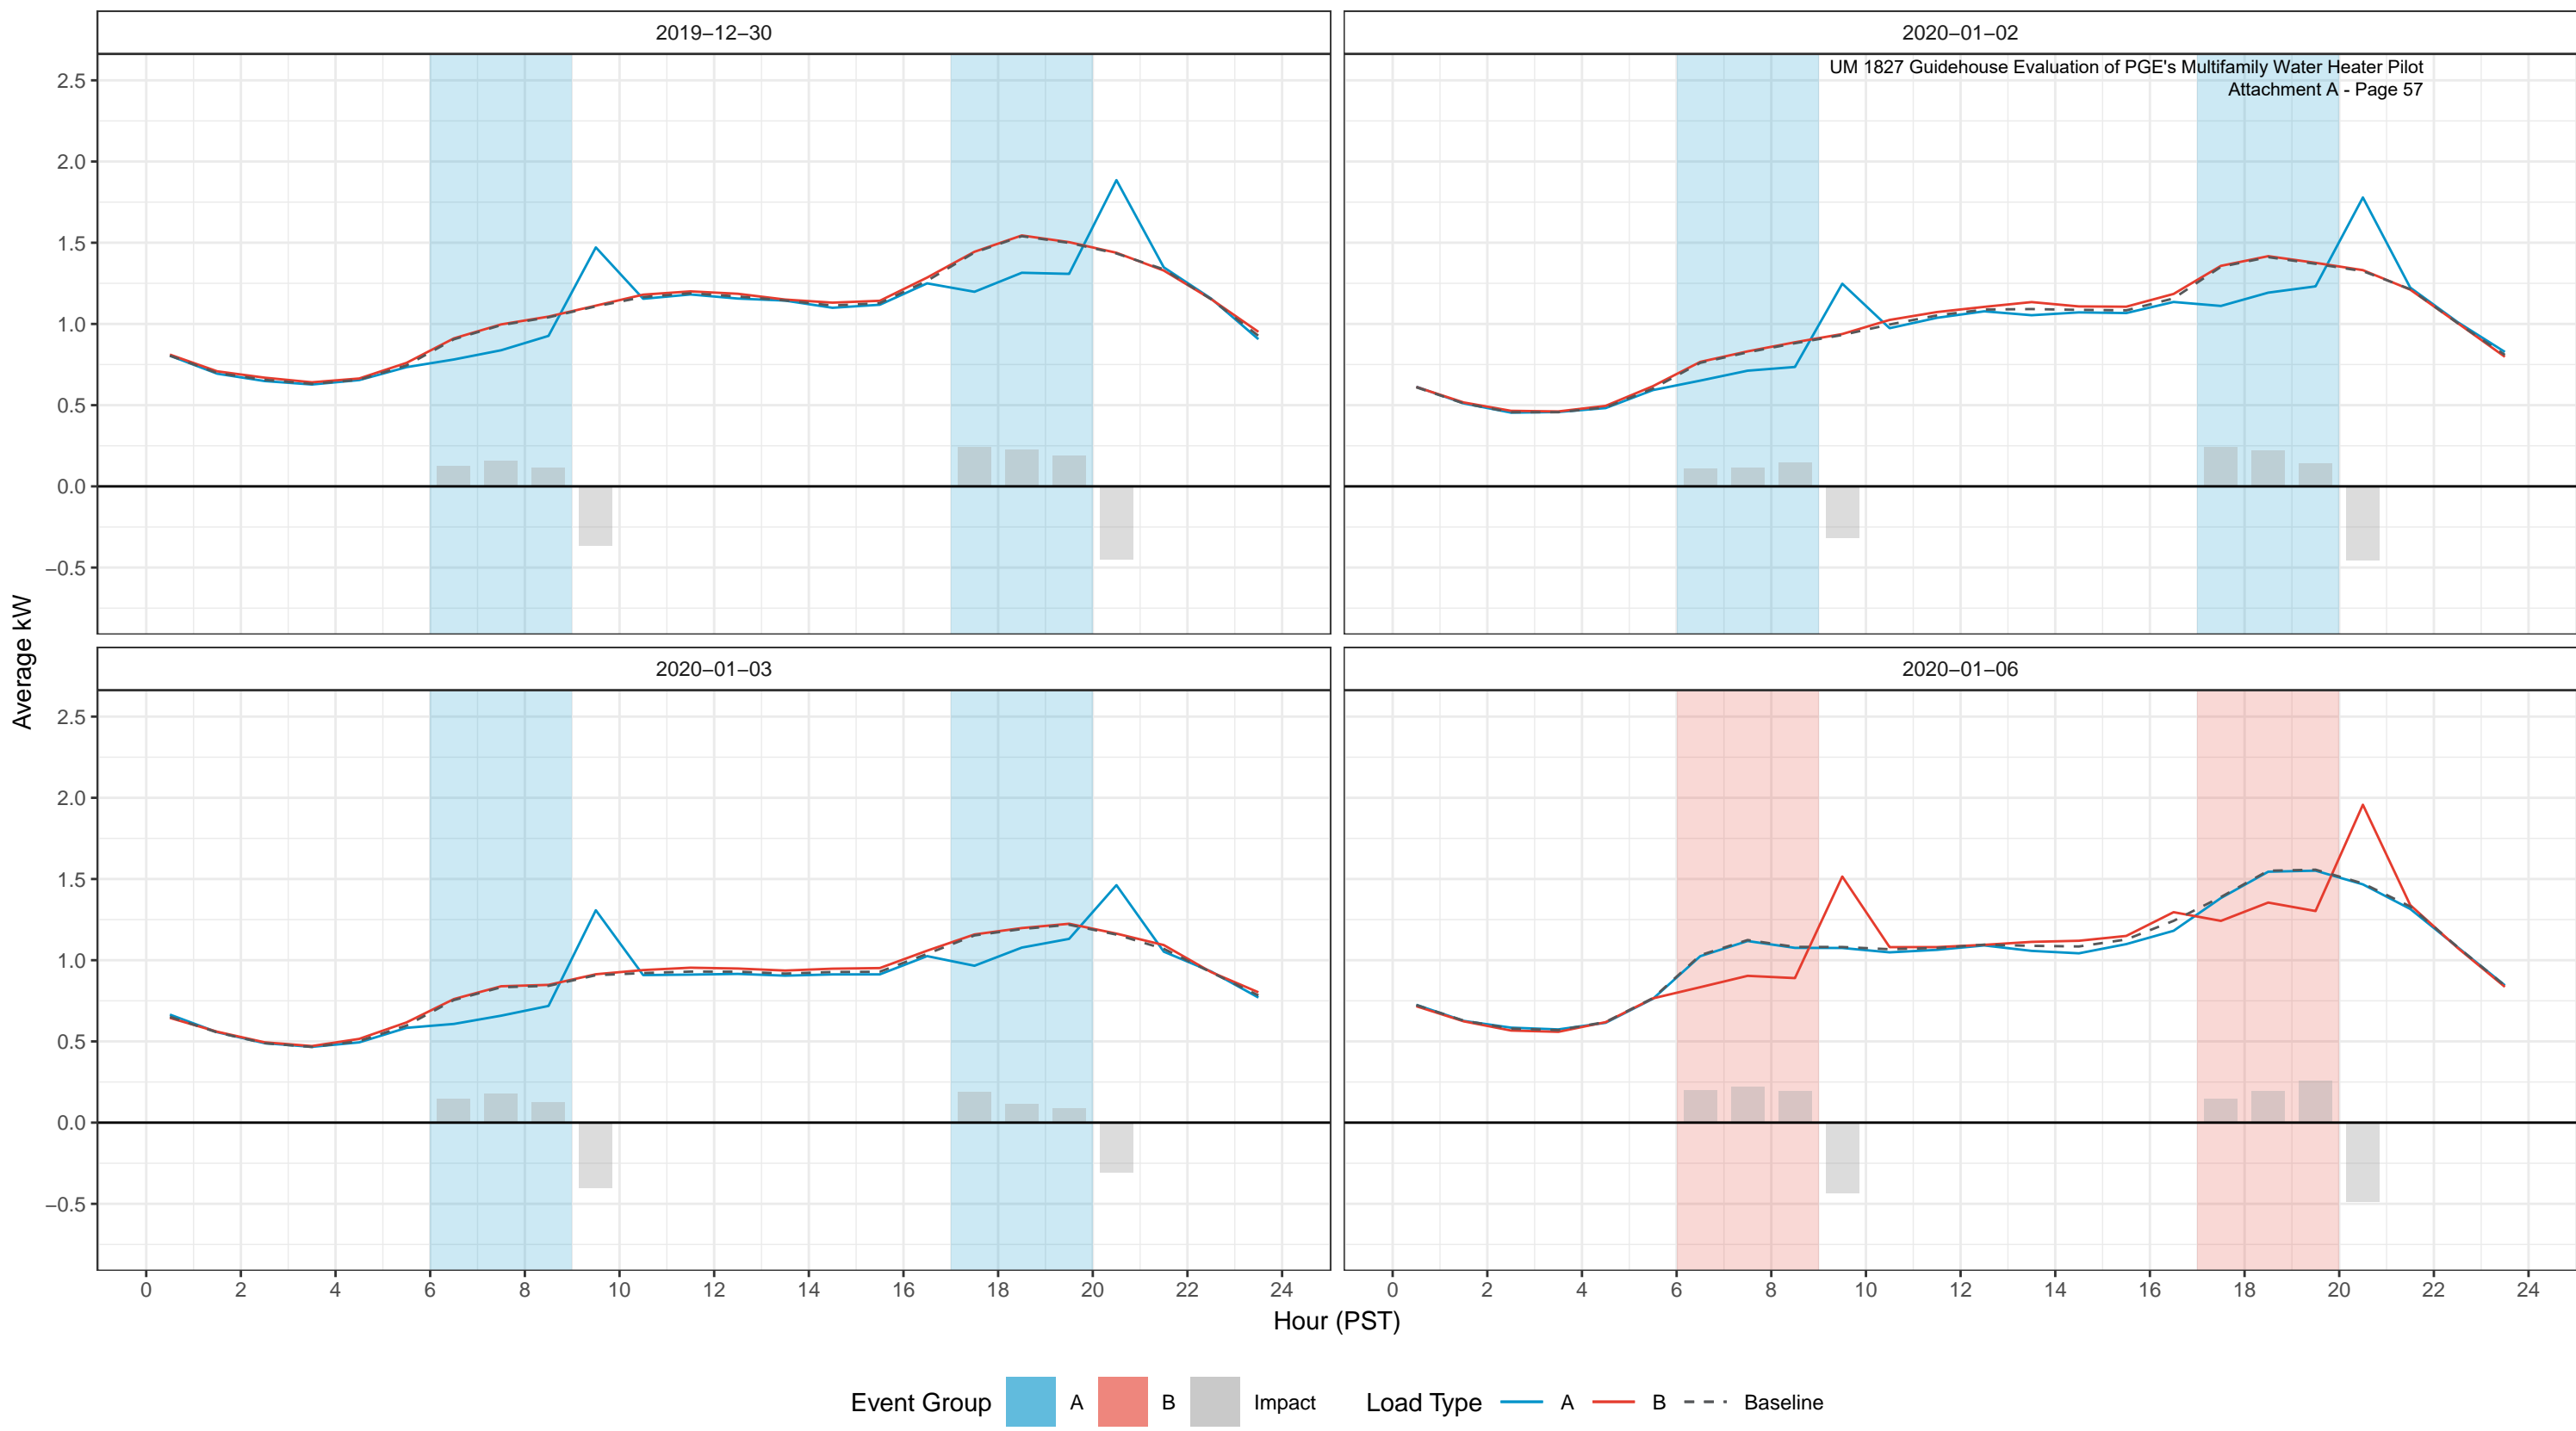 2019–12–30
2020–01–02
UM 1827 Guidehouse Evaluation of PGE's Multifamily Water Heater Pilot
Attachment A - Page 57
2.5
2.0
1.5
1.0
0.5
0.0
–0.5
Average kW
2020–01–03
2020–01–06
2.5
2.0
1.5
1.0
0.5
0.0
–0.5
0 2 4 6 8 10 12 14 16 18 20 22 24
0 2 4 6 8 10 12 14 16 18 20 22 24
Hour (PST)
Event Group A B Impact Load Type A B Baseline